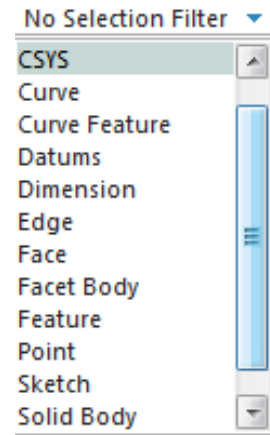 No Selection Filter
CSYS
Curve
Curve Feature
Datums
Dimension
Edge
Face
Facet Body
Feature
Point
Sketch
Solid Body